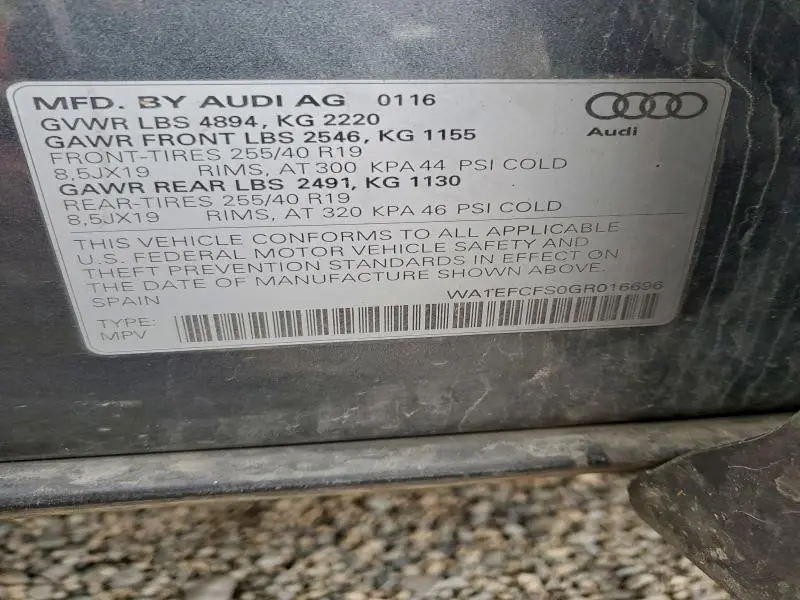 MFD. BY AUDI AG 0116
GVWR LBS 4894, KG 2220
GAWR FRONT LBS 2546, KG 1155
FRONT-TIRES 255/40 R19
8,5JX19 RIMS, AT 300 KPA 44 PSI COLD
GAWR REAR LBS 2491, KG 1130
REAR-TIRES 255/40 R19
8,5JX19 RIMS, AT 320 KPA 46 PSI COLD
Audi
THIS VEHICLE CONFORMS TO ALL APPLICABLE
U.S. FEDERAL MOTOR VEHICLE SAFETY AND
THEFT PREVENTION STANDARDS IN EFFECT ON
THE DATE OF MANUFACTURE SHOWN ABOVE.
SPAIN WA1EFCFS0GR016696
TYPE:
MPV